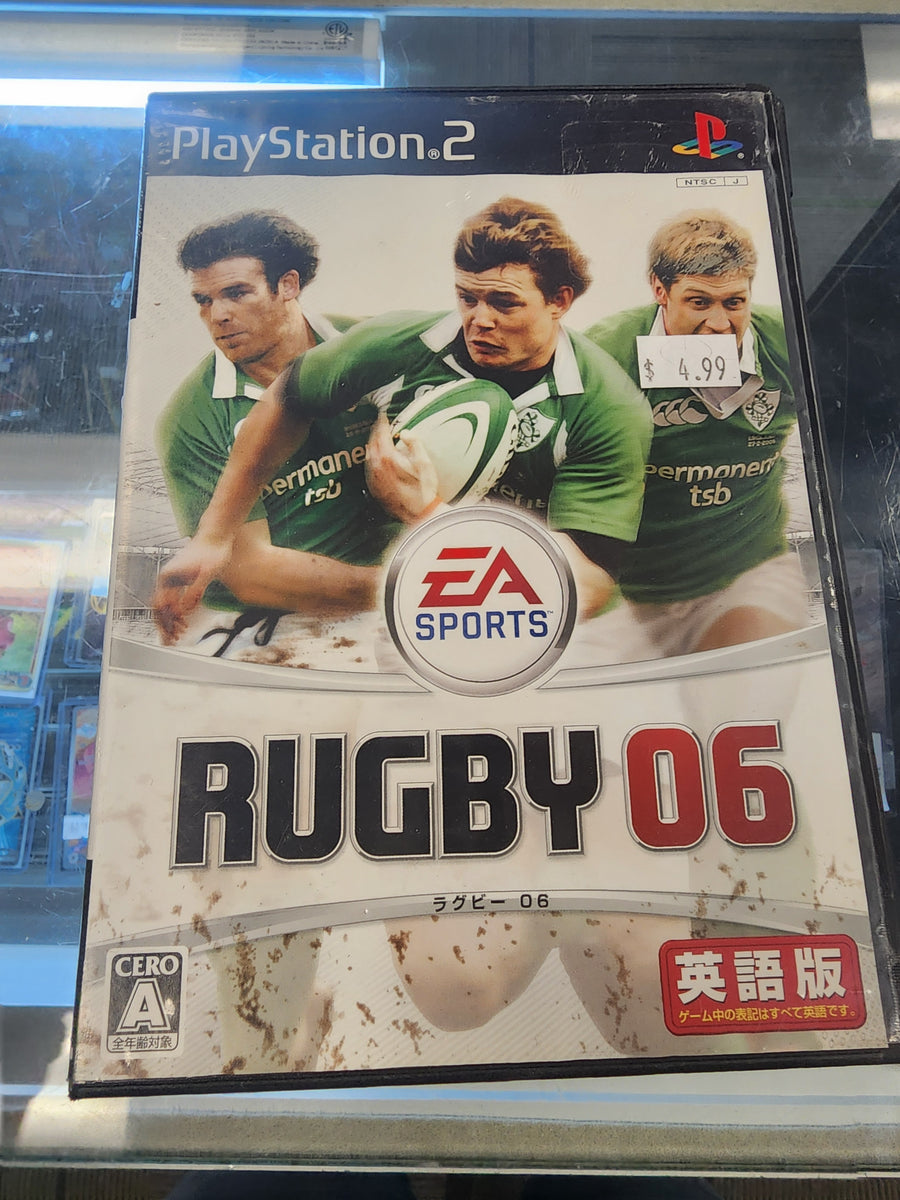 PlayStation®2
NTSC J
$ 4.99
permanent
tsb
permanent
tsb
EA
SPORTS™
RUGBY 06
ラグビー 06
CERO
A
全年齢対象
英語版
ゲーム中の表記はすべて英語です。